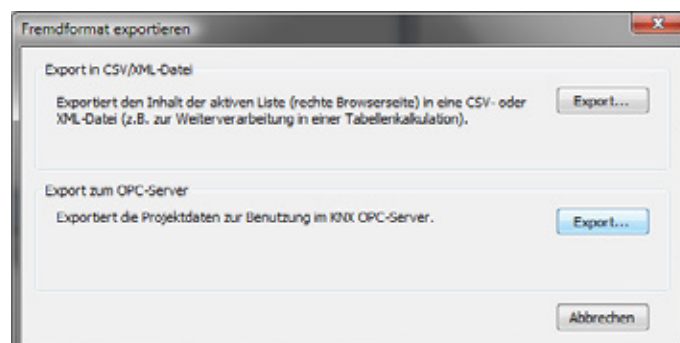 Fremdformat exportieren
Export in CSV/XML-Datei
Exportiert den Inhalt der aktiven Liste (rechte Browserseite) in eine CSV- oder
XML-Datei (z.B. zur Weiterverarbeitung in einer Tabellenkalkulation).
Export...
Export zum OPC-Server
Exportiert die Projektdaten zur Benutzung im KNX OPC-Server.
Export...
Abbrechen